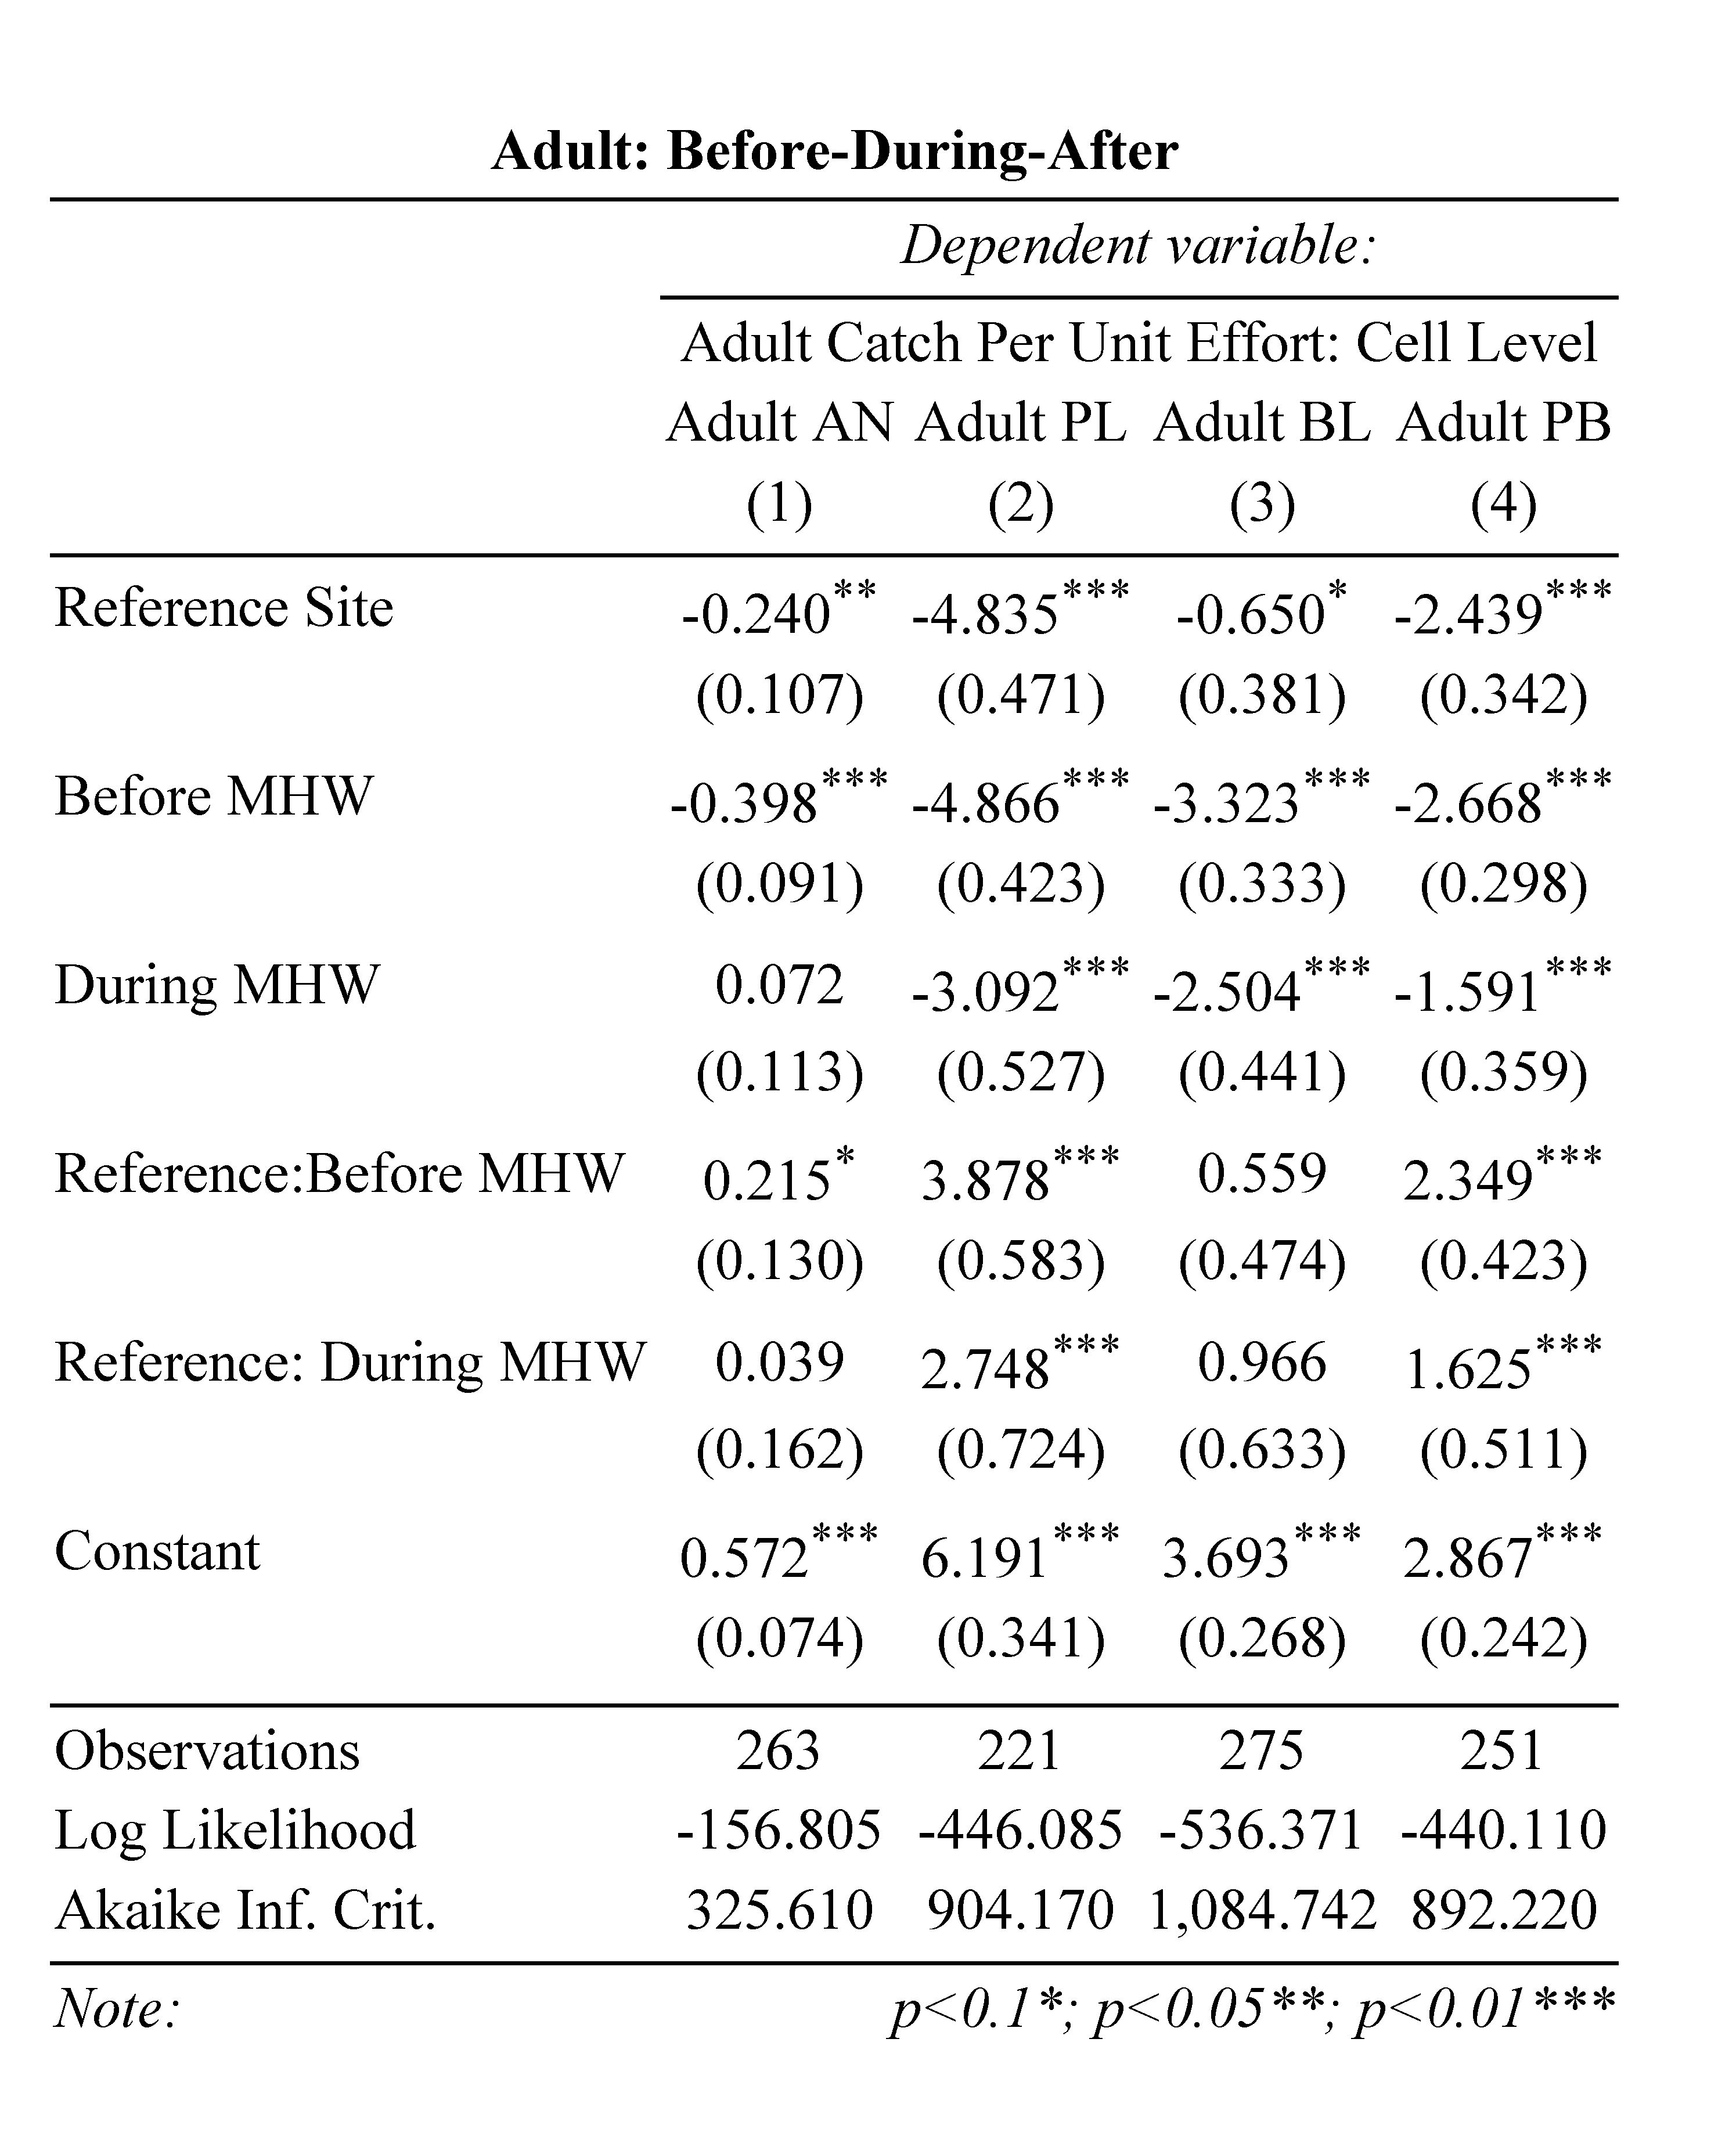 Adult: Before-During-After
Dependent variable:
Adult Catch Per Unit Effort: Cell Level
Adult AN Adult PL Adult BL Adult PB
(1) (2) (3) (4)
Reference Site -0.240** -4.835*** -0.650* -2.439***
(0.107) (0.471) (0.381) (0.342)
Before MHW -0.398*** -4.866*** -3.323*** -2.668***
(0.091) (0.423) (0.333) (0.298)
During MHW 0.072 -3.092*** -2.504*** -1.591***
(0.113) (0.527) (0.441) (0.359)
Reference:Before MHW 0.215* 3.878*** 0.559 2.349***
(0.130) (0.583) (0.474) (0.423)
Reference: During MHW 0.039 2.748*** 0.966 1.625***
(0.162) (0.724) (0.633) (0.511)
Constant 0.572*** 6.191*** 3.693*** 2.867***
(0.074) (0.341) (0.268) (0.242)
Observations 263 221 275 251
Log Likelihood -156.805 -446.085 -536.371 -440.110
Akaike Inf. Crit. 325.610 904.170 1,084.742 892.220
Note: p<0.1*; p<0.05**; p<0.01***